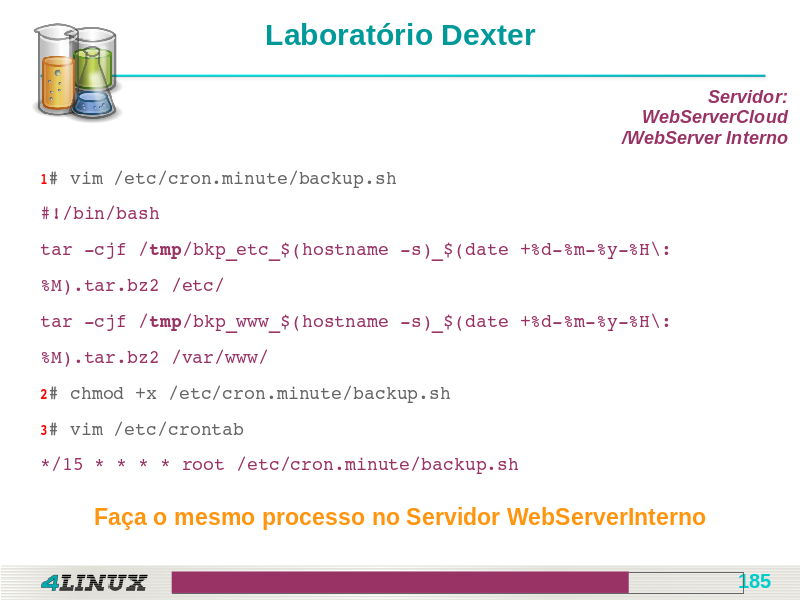 Laboratório Dexter
Servidor:
WebServerCloud
/WebServer Interno
1# vim /etc/cron.minute/backup.sh
#!/bin/bash
tar -cjf /tmp/bkp_etc_$(hostname -s)_$(date +%d-%m-%y-%H\:
%M).tar.bz2 /etc/
tar -cjf /tmp/bkp_www_$(hostname -s)_$(date +%d-%m-%y-%H\:
%M).tar.bz2 /var/www/
2# chmod +x /etc/cron.minute/backup.sh
3# vim /etc/crontab
*/15 * * * * root /etc/cron.minute/backup.sh
Faça o mesmo processo no Servidor WebServerInterno
4LINUX
185